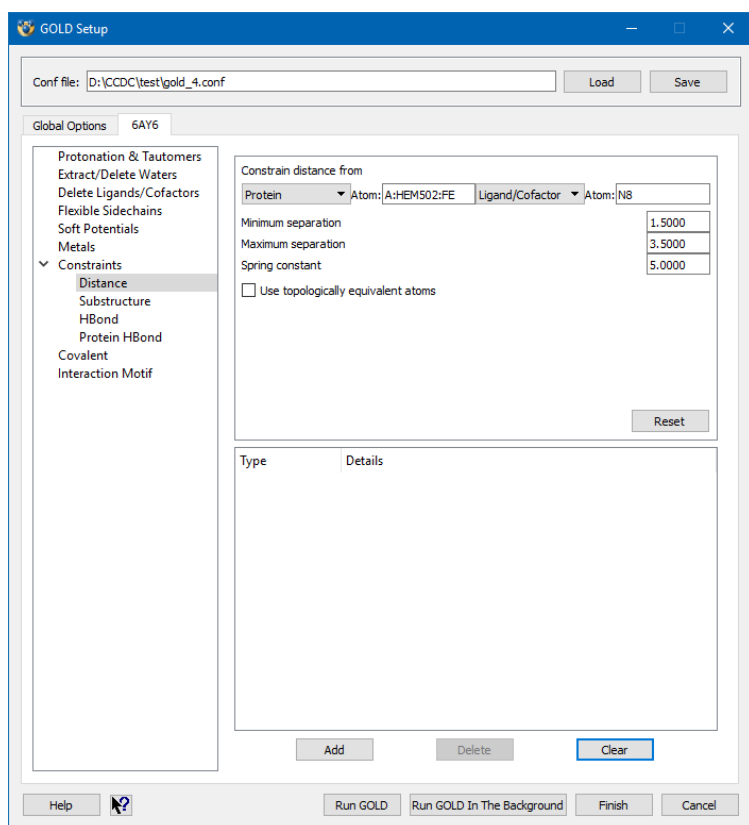 GOLD Setup
Conf file: D:\CCDC\test\gold_4.conf Load Save
Global Options 6AY6
Protonation & Tautomers
Extract/Delete Waters
Delete Ligands/Cofactors
Flexible Sidechains
Soft Potentials
Metals
Constraints
Distance
Substructure
HBond
Protein HBond
Covalent
Interaction Motif
Constrain distance from
Protein Atom: A:HEM502:FE Ligand/Cofactor Atom: N8
Minimum separation 1.5000
Maximum separation 3.5000
Spring constant 5.0000
Use topologically equivalent atoms
Reset
Type Details
Add Delete Clear
Help ? Run GOLD Run GOLD In The Background Finish Cancel